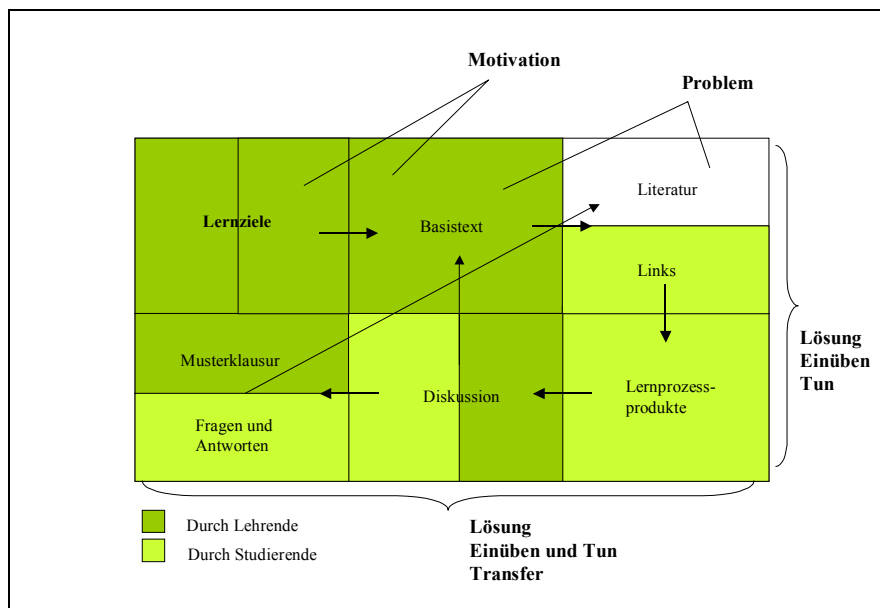 Motivation
Problem
Literatur
Lernziele
Basistext
Links
Lösung
Einüben
Tun
Musterklausur
Diskussion
Lernprozess-
produkte
Fragen und
Antworten
Durch Lehrende
Durch Studierende
Lösung
Einüben und Tun
Transfer